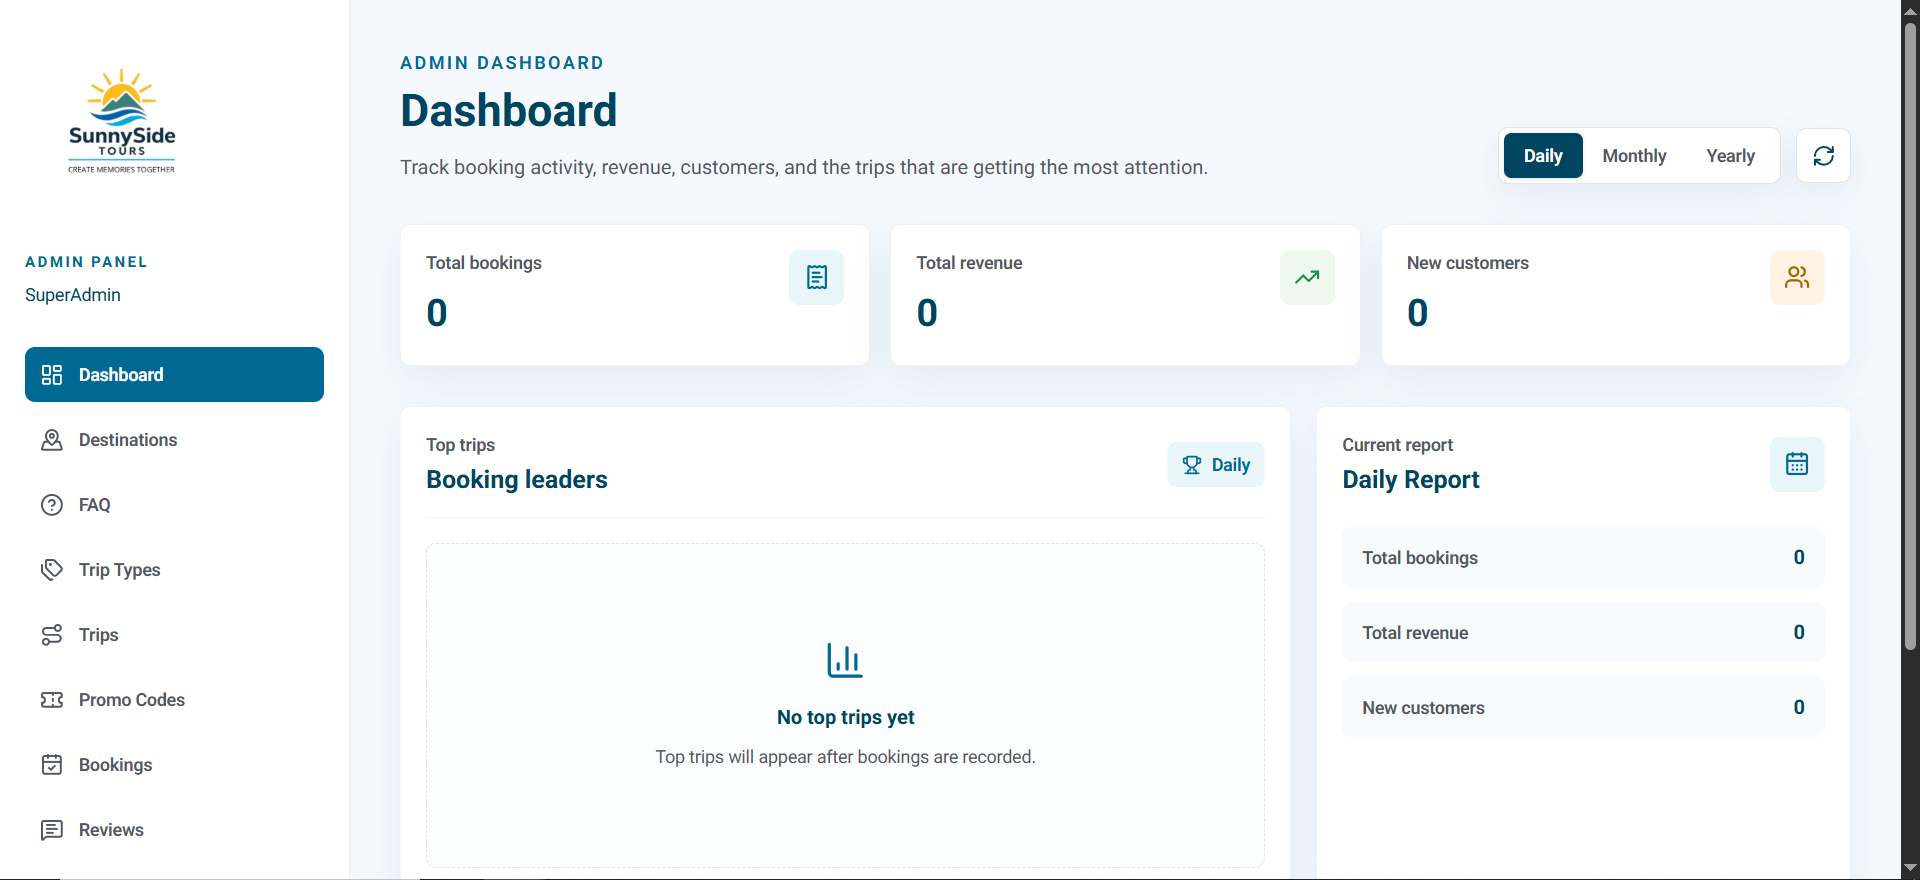 SunnySide
TOURS
CREATE MEMORIES TOGETHER
ADMIN PANEL
SuperAdmin
Dashboard
Destinations
FAQ
Trip Types
Trips
Promo Codes
Bookings
Reviews
ADMIN DASHBOARD
Dashboard
Track booking activity, revenue, customers, and the trips that are getting the most attention.
Daily Monthly Yearly
Total bookings
0
Total revenue
0
New customers
0
Top trips
Booking leaders
Daily
No top trips yet
Top trips will appear after bookings are recorded.
Current report
Daily Report
Total bookings 0
Total revenue 0
New customers 0